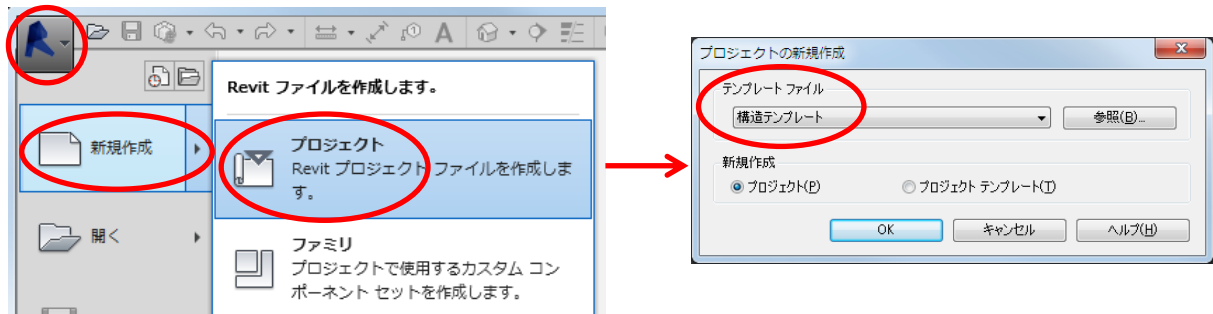 R
A
Revit ファイルを作成します。
新規作成
プロジェクト
Revit プロジェクト ファイルを作成しま
す。
開く
ファミリ
プロジェクトで使用するカスタム コン
ポーネント セットを作成します。
プロジェクトの新規作成
テンプレート ファイル
構造テンプレート
参照(B)...
新規作成
プロジェクト(P)
プロジェクト テンプレート(T)
OK
キャンセル
ヘルプ(H)